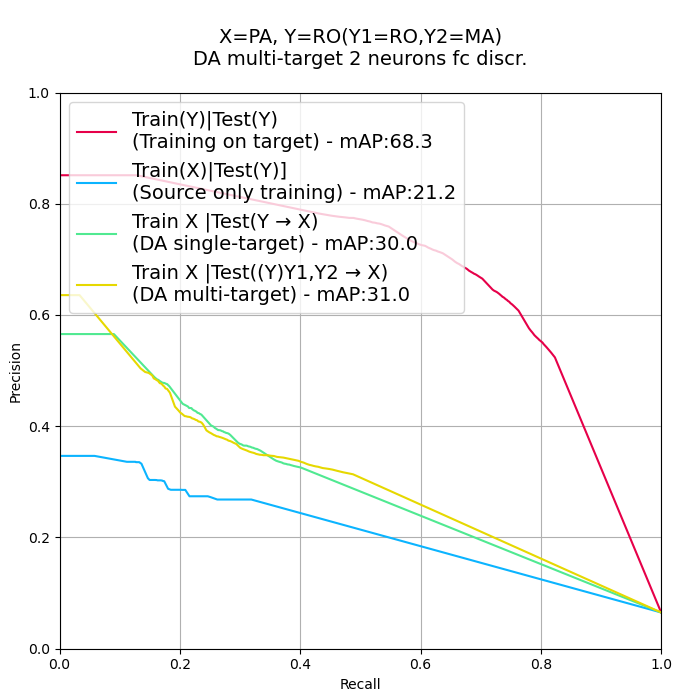 X=PA, Y=RO(Y1=RO,Y2=MA)
DA multi-target 2 neurons fc discr.
1.0
Train(Y)|Test(Y)
(Training on target) - mAP:68.3
Train(X)|Test(Y)]
(Source only training) - mAP:21.2
Train X |Test(Y → X)
(DA single-target) - mAP:30.0
Train X |Test((Y)Y1,Y2 → X)
(DA multi-target) - mAP:31.0
0.8
0.6
Precision
0.4
0.2
0.0
0.0 0.2 0.4 0.6 0.8 1.0
Recall